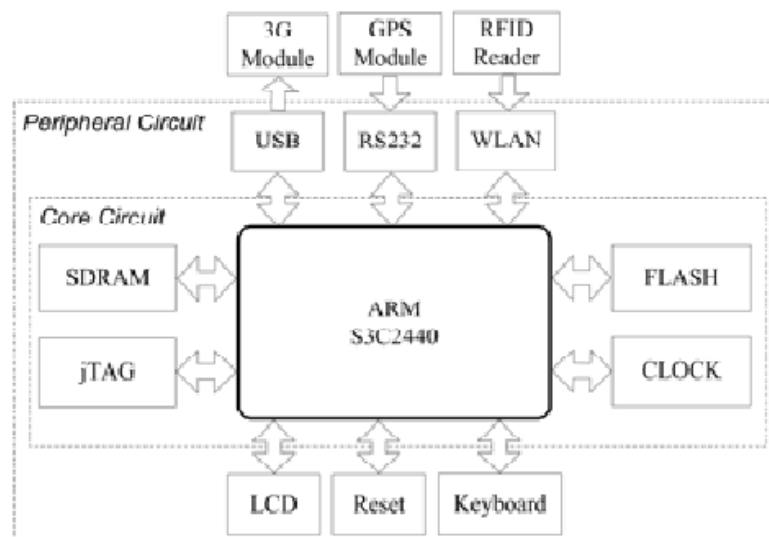 3G
Module
GPS
Module
RFID
Reader
Peripheral Circuit
USB
RS232
WLAN
Core Circuit
SDRAM
ARM
S3C2440
FLASH
jTAG
CLOCK
LCD
Reset
Keyboard